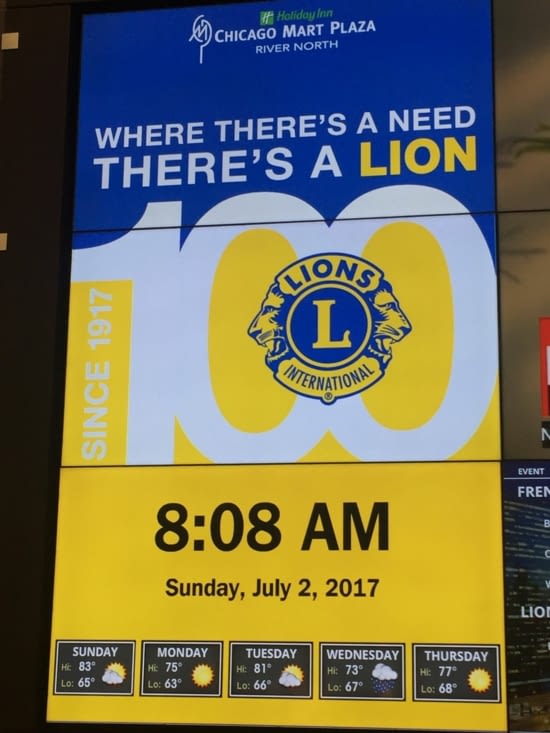 Holiday Inn
CHICAGO MART PLAZA
RIVER NORTH
WHERE THERE'S A NEED
THERE'S A LION
100
SINCE 1917
LIONS
L
INTERNATIONAL
®
8:08 AM
Sunday, July 2, 2017
SUNDAY
Hi: 83°
Lo: 65°
MONDAY
Hi: 75°
Lo: 63°
TUESDAY
Hi: 81°
Lo: 66°
WEDNESDAY
Hi: 73°
Lo: 67°
THURSDAY
Hi: 77°
Lo: 68°
EVENT
FREN
LIO